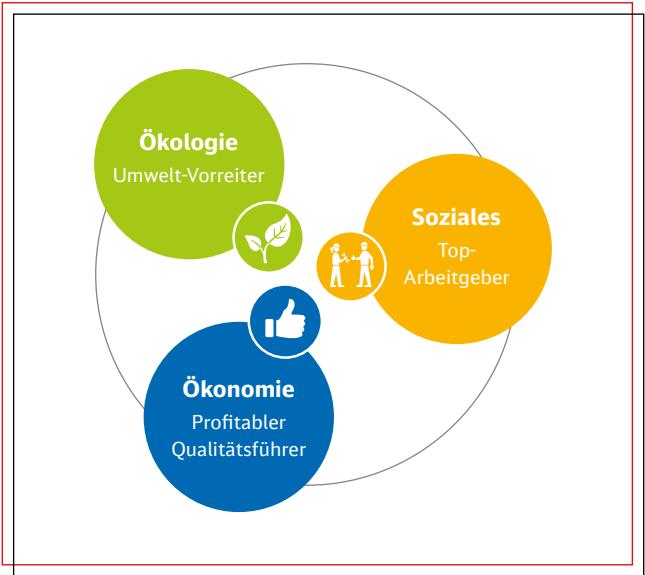 Ökologie
Umwelt-Vorreiter
Soziales
Top-
Arbeitgeber
Ökonomie
Profitabler
Qualitätsführer